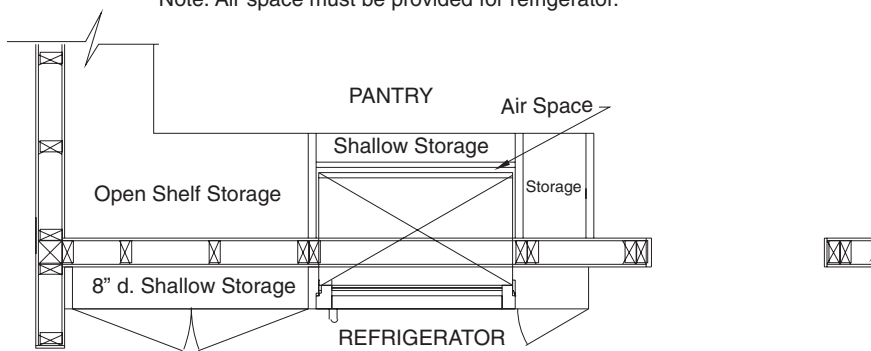 Note: Air space must be provided for refrigerator.
PANTRY
Air Space
Shallow Storage
Open Shelf Storage
Storage
8” d. Shallow Storage
REFRIGERATOR